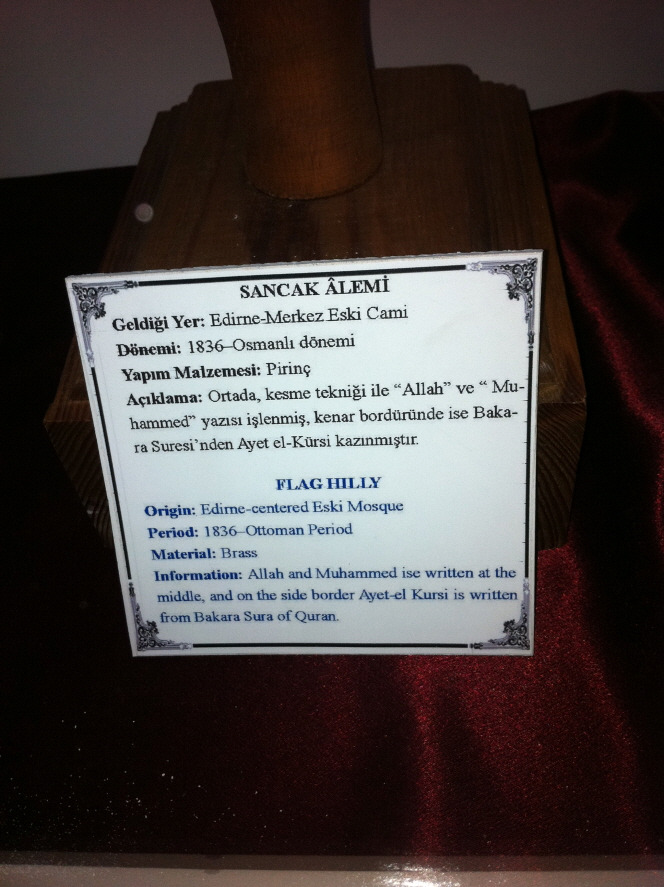 SANCAK ÂLEMİ
Geldiği Yer: Edirne-Merkez Eski Cami
Dönemi: 1836–Osmanlı dönemi
Yapım Malzemesi: Pirinç
Açıklama: Ortada, kesme tekniği ile “Allah” ve “ Mu-
hammed” yazısı işlenmiş, kenar bordüründe ise Baka-
ra Suresi’nden Ayet el-Kürsi kazınmıştır.
FLAG HILLY
Origin: Edirne-centered Eski Mosque
Period: 1836–Ottoman Period
Material: Brass
Information: Allah and Muhammed ise written at the
middle, and on the side border Ayet-el Kursi is written
from Bakara Sura of Quran.